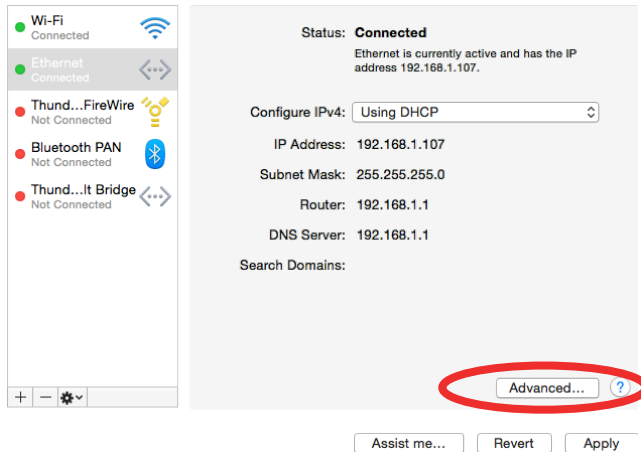 Wi-Fi
Connected
Ethernet
Connected
Thund...FireWire
Not Connected
Bluetooth PAN
Not Connected
Thund...lt Bridge
Not Connected
Status: Connected
Ethernet is currently active and has the IP
address 192.168.1.107.
Configure IPv4: Using DHCP
IP Address: 192.168.1.107
Subnet Mask: 255.255.255.0
Router: 192.168.1.1
DNS Server: 192.168.1.1
Search Domains:
Advanced... ?
Assist me... Revert Apply